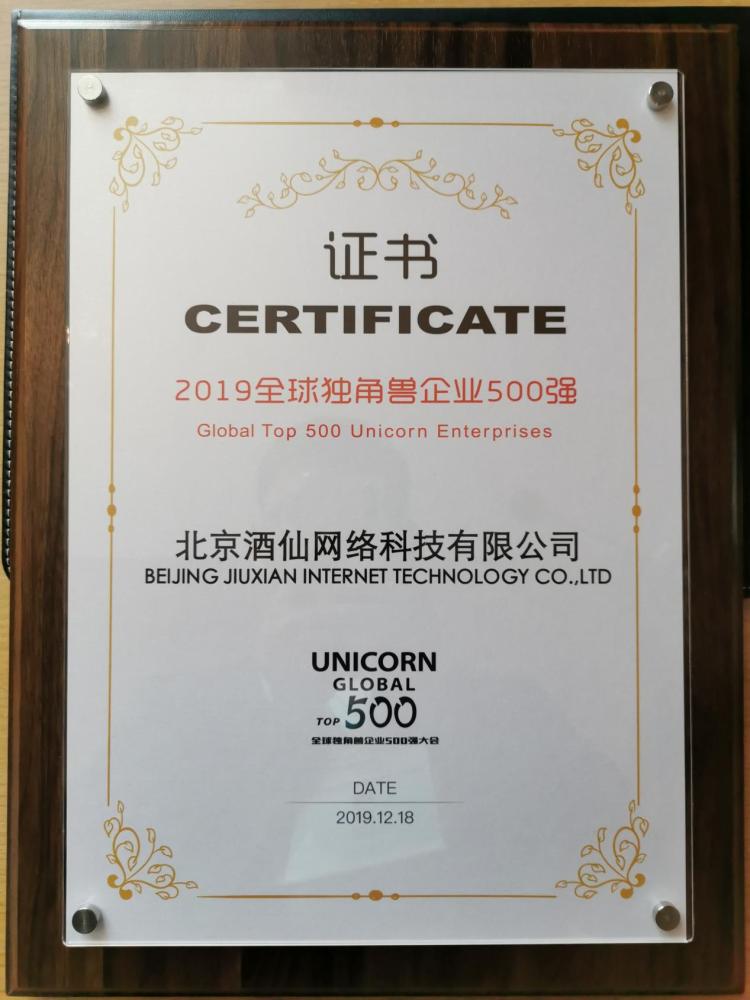 证书
CERTIFICATE
2019全球独角兽企业500强
Global Top 500 Unicorn Enterprises
北京酒仙网络科技有限公司
BEIJING JIUXIAN INTERNET TECHNOLOGY CO.,LTD
UNICORN
GLOBAL
TOP 500
全球独角兽企业500强大会
DATE
2019.12.18